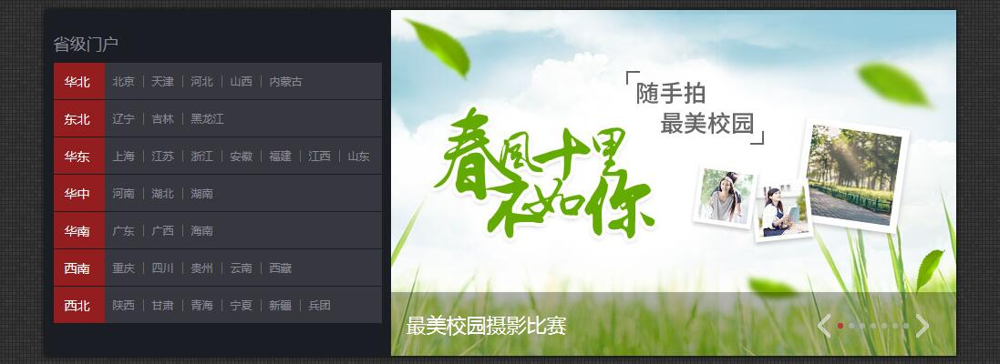 省级门户
华北 北京 | 天津 | 河北 | 山西 | 内蒙古
东北 辽宁 | 吉林 | 黑龙江
华东 上海 | 江苏 | 浙江 | 安徽 | 福建 | 江西 | 山东
华中 河南 | 湖北 | 湖南
华南 广东 | 广西 | 海南
西南 重庆 | 四川 | 贵州 | 云南 | 西藏
西北 陕西 | 甘肃 | 青海 | 宁夏 | 新疆 | 兵团
「随手拍
最美校园」
春风十里
不如你
最美校园摄影比赛